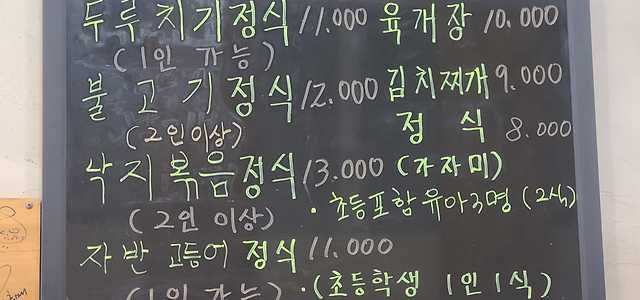 두루치기정식 11.000 육개장 10.000
(1인 가능)
불고기정식 12.000 김치찌개 9.000
(2인이상) 정식 8.000
낙지볶음정식 13.000 (가자미)
(2인 이상) · 초등포함 유아3명 (2식)
자반 고등어 정식 11.000
(1인 가능) · (초등학생 1인 1식)